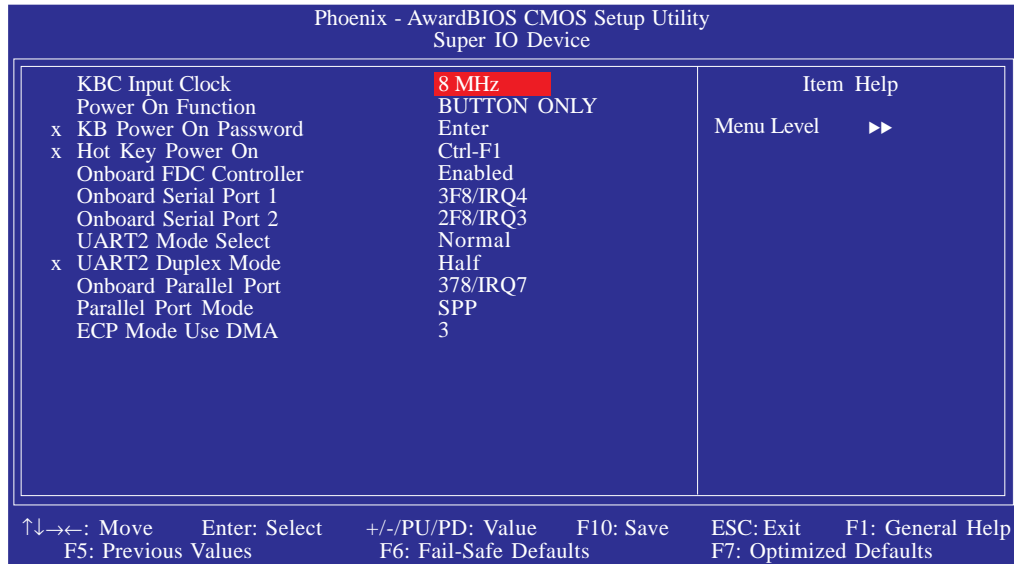 Phoenix - AwardBIOS CMOS Setup Utility
Super IO Device
KBC Input Clock 8 MHz
Power On Function BUTTON ONLY
x KB Power On Password Enter
x Hot Key Power On Ctrl-F1
Onboard FDC Controller Enabled
Onboard Serial Port 1 3F8/IRQ4
Onboard Serial Port 2 2F8/IRQ3
UART2 Mode Select Normal
x UART2 Duplex Mode Half
Onboard Parallel Port 378/IRQ7
Parallel Port Mode SPP
ECP Mode Use DMA 3
Item Help
Menu Level ▶▶
↑↓→←: Move Enter: Select +/-/PU/PD: Value F10: Save ESC: Exit F1: General Help
F5: Previous Values F6: Fail-Safe Defaults F7: Optimized Defaults